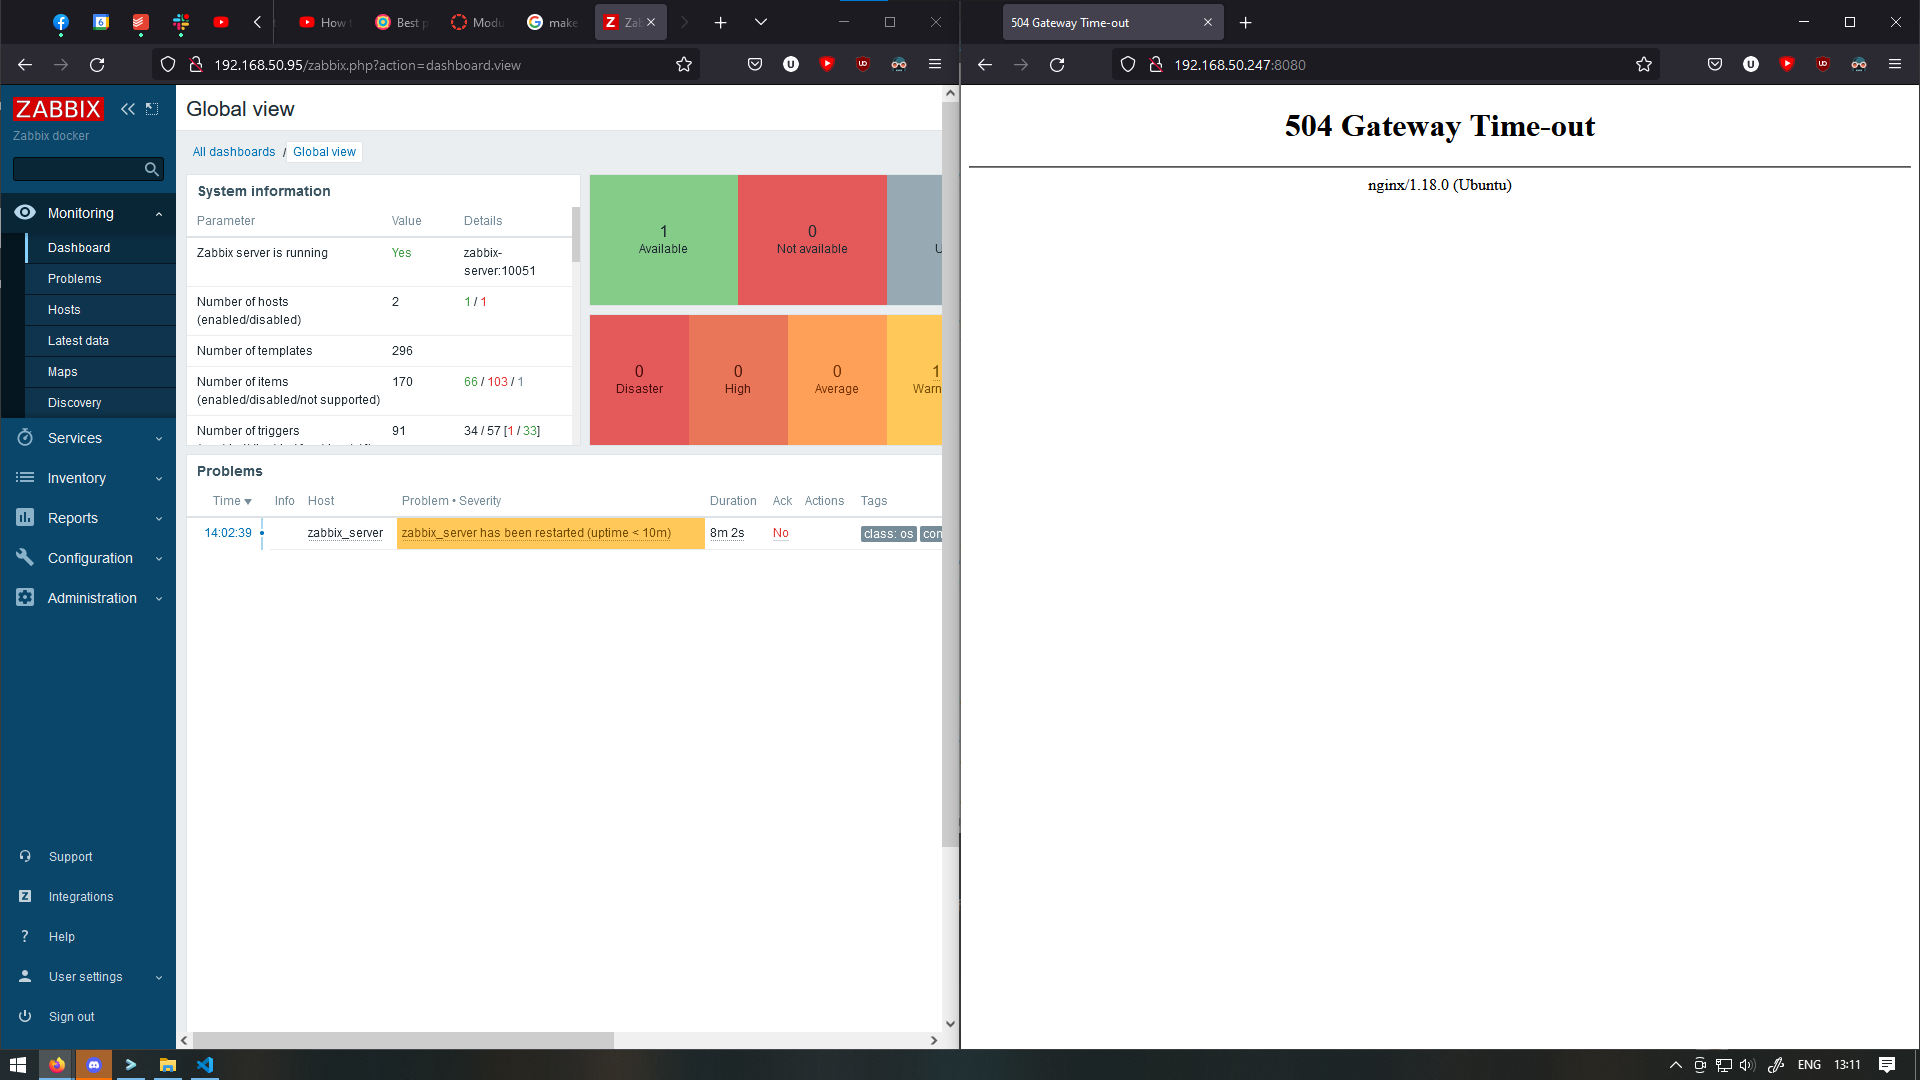 How
Best p
Modu
make
Zab
192.168.50.95/zabbix.php?action=dashboard.view
ZABBIX
Zabbix docker
Monitoring
Dashboard
Problems
Hosts
Latest data
Maps
Discovery
Services
Inventory
Reports
Configuration
Administration
Support
Integrations
Help
User settings
Sign out
Global view
All dashboards / Global view
System information
Parameter Value Details
Zabbix server is running Yes zabbix-
server:10051
Number of hosts 2 1 / 1
(enabled/disabled)
Number of templates 296
Number of items 170 66 / 103 / 1
(enabled/disabled/not supported)
Number of triggers 91 34 / 57 [1 / 33]
1 0
Available Not available U
0 0 0 1
Disaster High Average Warn
Problems
Time Info Host Problem • Severity Duration Ack Actions Tags
14:02:39 zabbix_server zabbix_server has been restarted (uptime < 10m) 8m 2s No class: os con
504 Gateway Time-out
192.168.50.247:8080
504 Gateway Time-out
nginx/1.18.0 (Ubuntu)
ENG 13:11